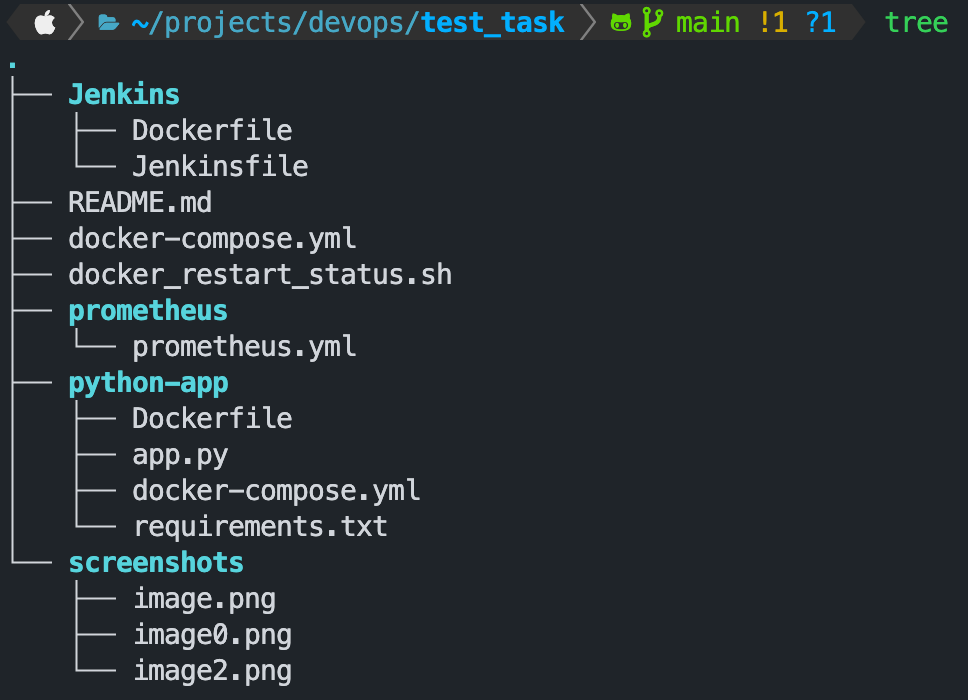 ~/projects/devops/test_task main !1 ?1 tree
.
├── Jenkins
│   ├── Dockerfile
│   └── Jenkinsfile
├── README.md
├── docker-compose.yml
├── docker_restart_status.sh
├── prometheus
│   └── prometheus.yml
├── python-app
│   ├── Dockerfile
│   ├── app.py
│   ├── docker-compose.yml
│   └── requirements.txt
└── screenshots
    ├── image.png
    ├── image0.png
    └── image2.png